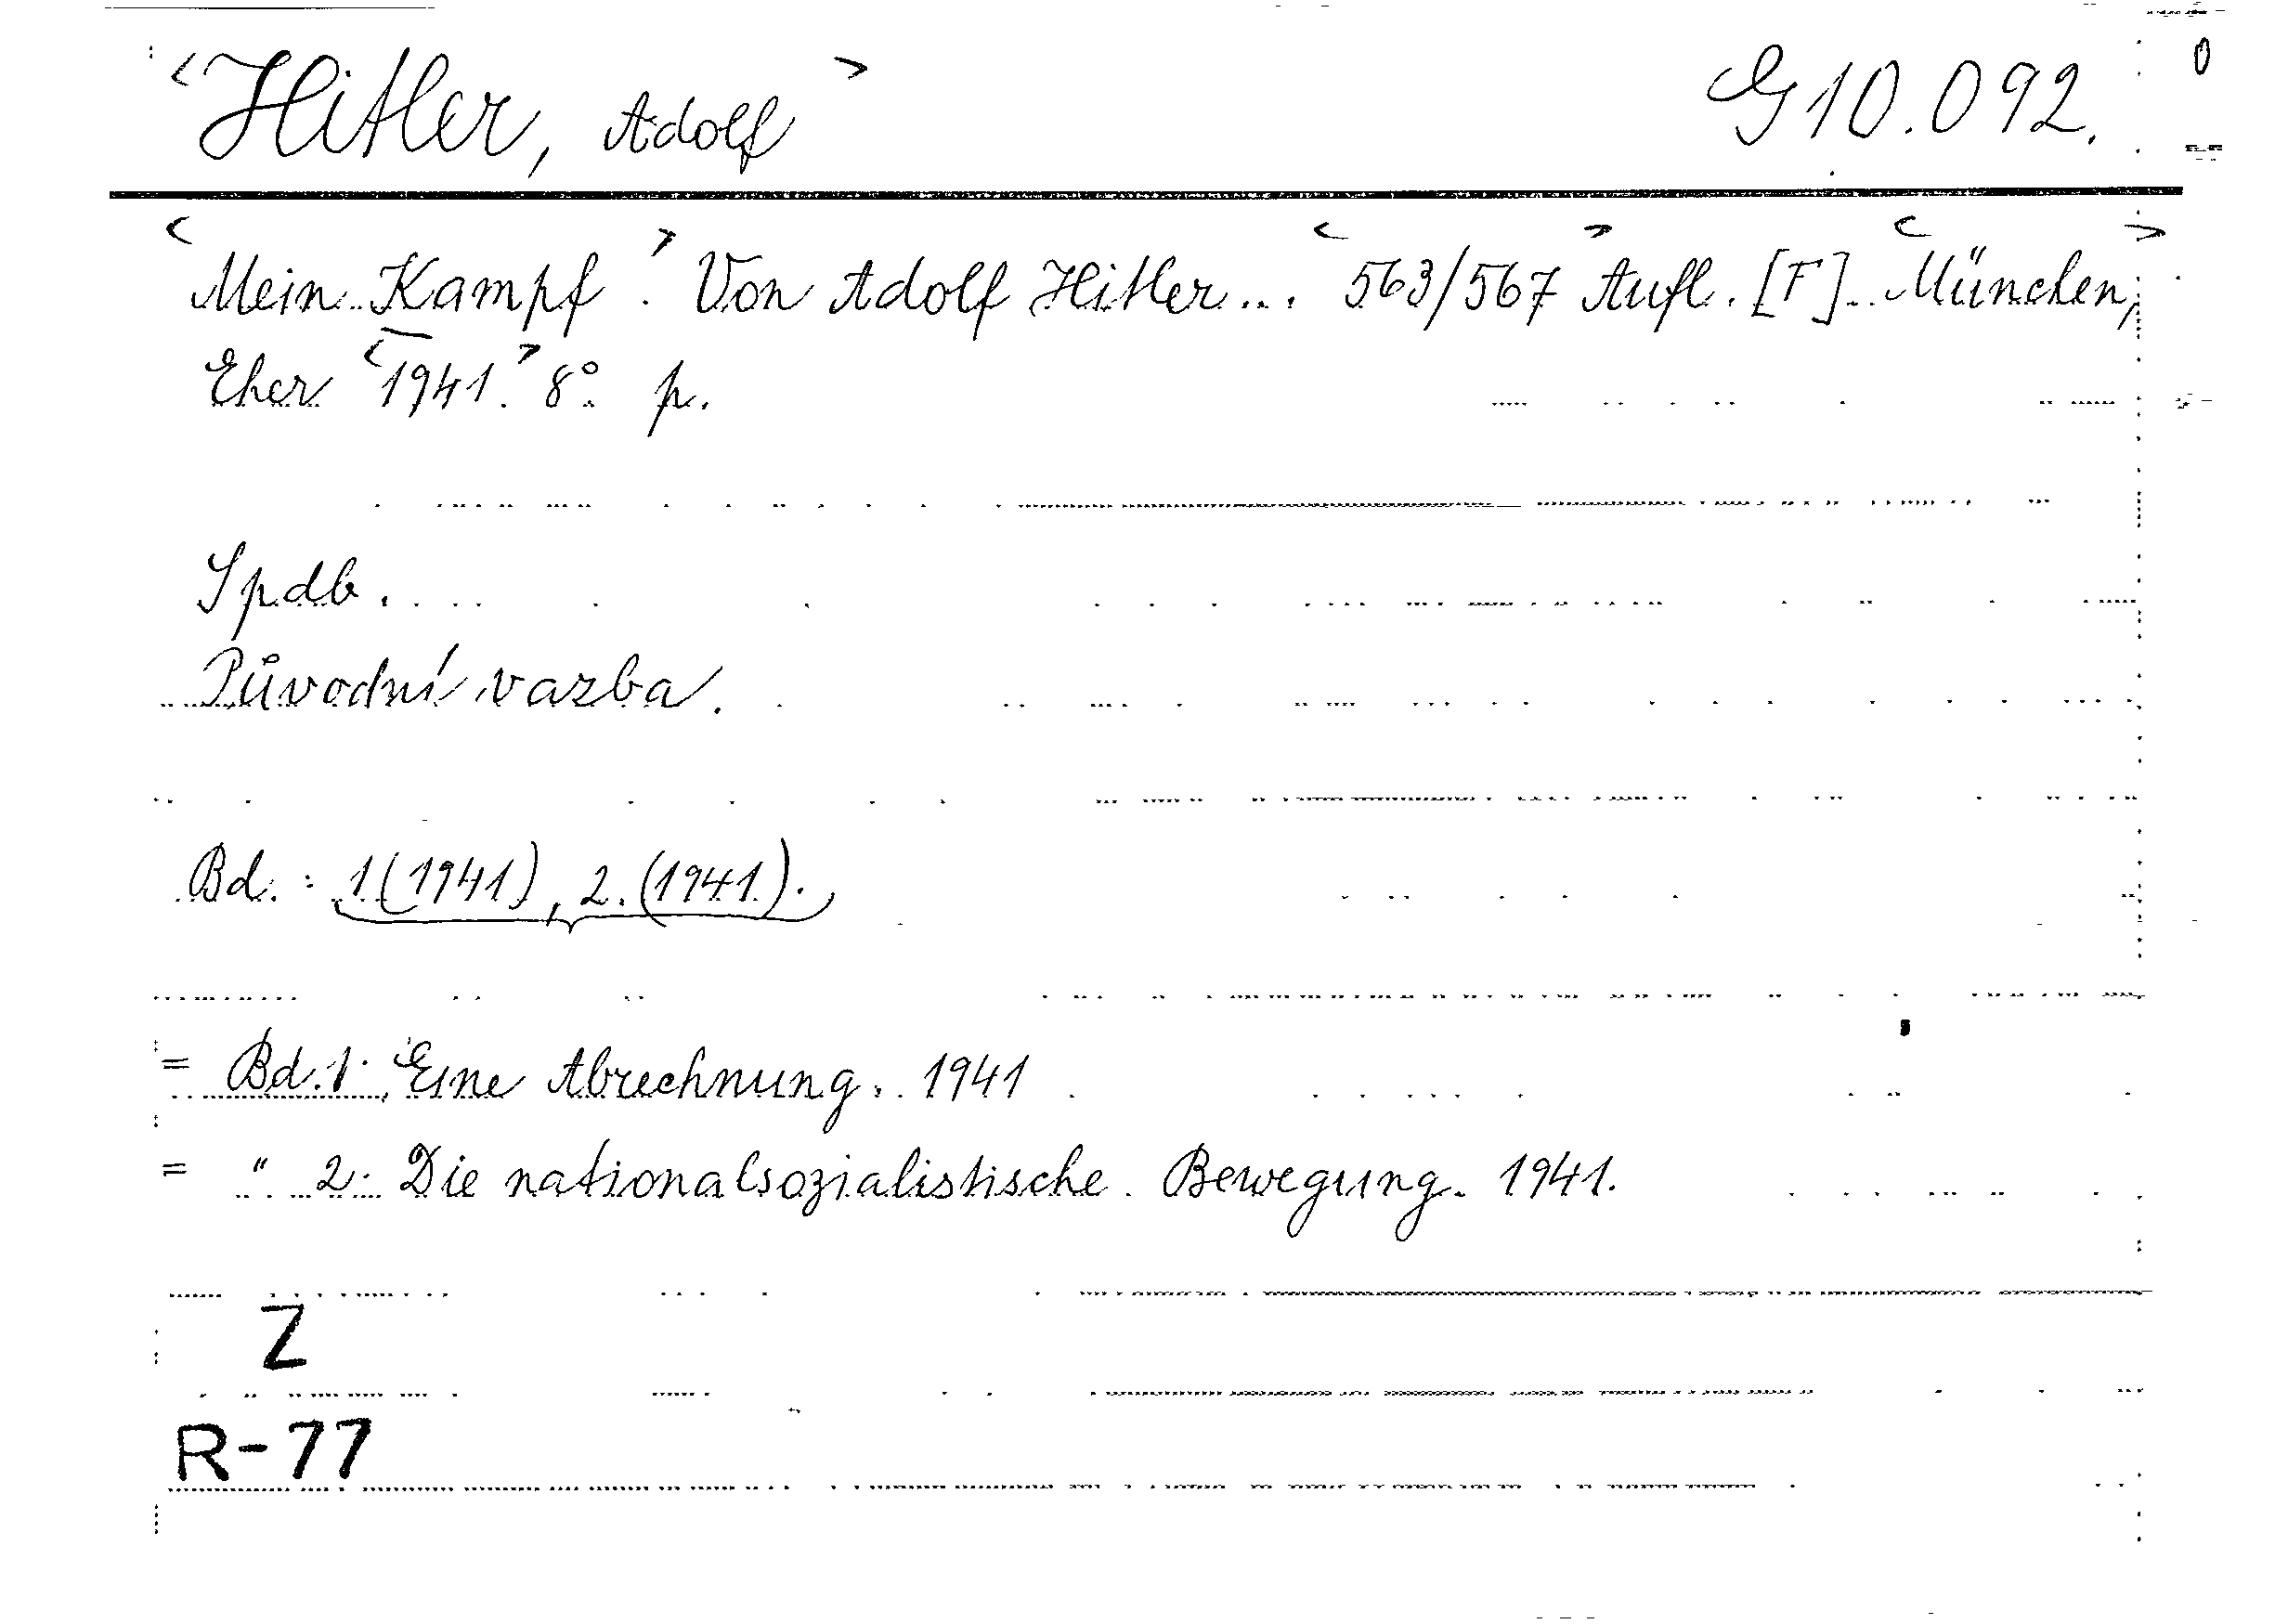 <Hitler, Adolf> G 10.092.
<Mein Kampf>. Von Adolf Hitler... <563/567> Aufl. [F] <München,>
Eher <1941.> 8° p.
Spdb.
Původní vazba.
Bd.: 1 (1941), 2. (1941).
= Bd. 1. Eine Abrechnung. 1941
= " 2. Die nationalsozialistische Bewegung. 1941.
Z
R-77